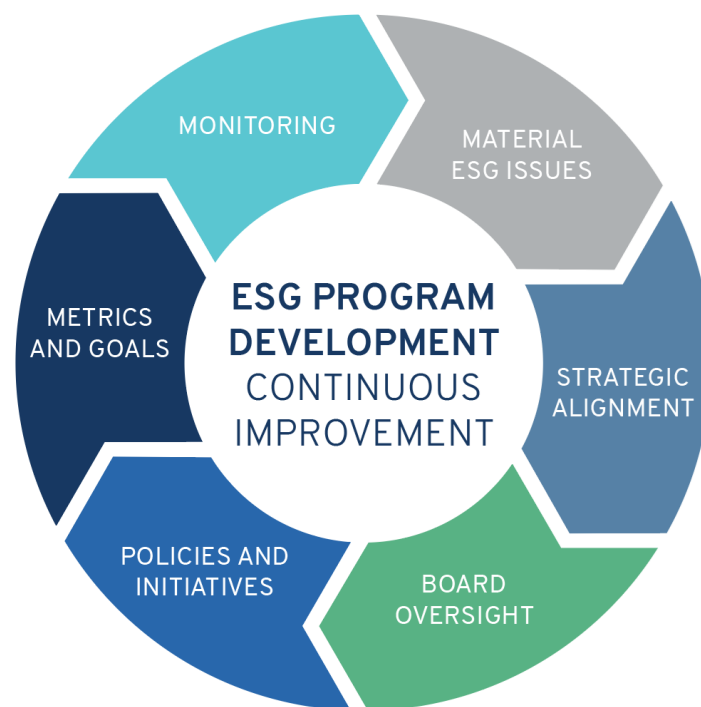 ESG PROGRAM
DEVELOPMENT
CONTINUOUS
IMPROVEMENT
MATERIAL
ESG ISSUES
STRATEGIC
ALIGNMENT
BOARD
OVERSIGHT
POLICIES AND
INITIATIVES
METRICS
AND GOALS
MONITORING